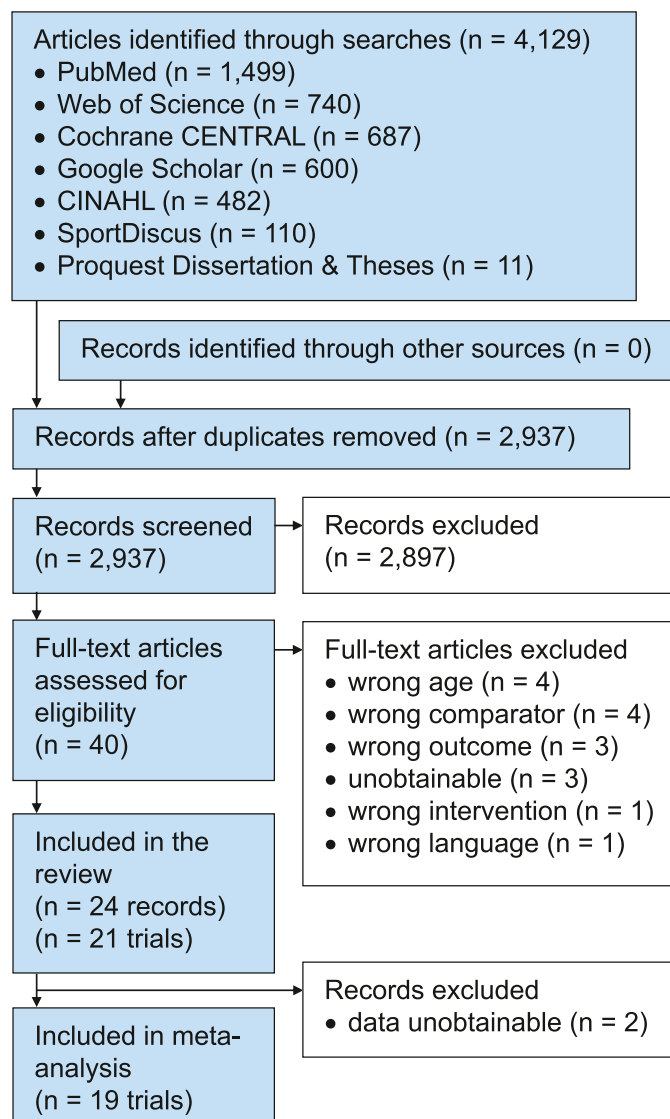 Articles identified through searches (n = 4,129)
• PubMed (n = 1,499)
• Web of Science (n = 740)
• Cochrane CENTRAL (n = 687)
• Google Scholar (n = 600)
• CINAHL (n = 482)
• SportDiscus (n = 110)
• Proquest Dissertation & Theses (n = 11)
Records identified through other sources (n = 0)
Records after duplicates removed (n = 2,937)
Records screened
(n = 2,937)
Records excluded
(n = 2,897)
Full-text articles
assessed for
eligibility
(n = 40)
Full-text articles excluded
• wrong age (n = 4)
• wrong comparator (n = 4)
• wrong outcome (n = 3)
• unobtainable (n = 3)
• wrong intervention (n = 1)
• wrong language (n = 1)
Included in the
review
(n = 24 records)
(n = 21 trials)
Records excluded
• data unobtainable (n = 2)
Included in meta-
analysis
(n = 19 trials)